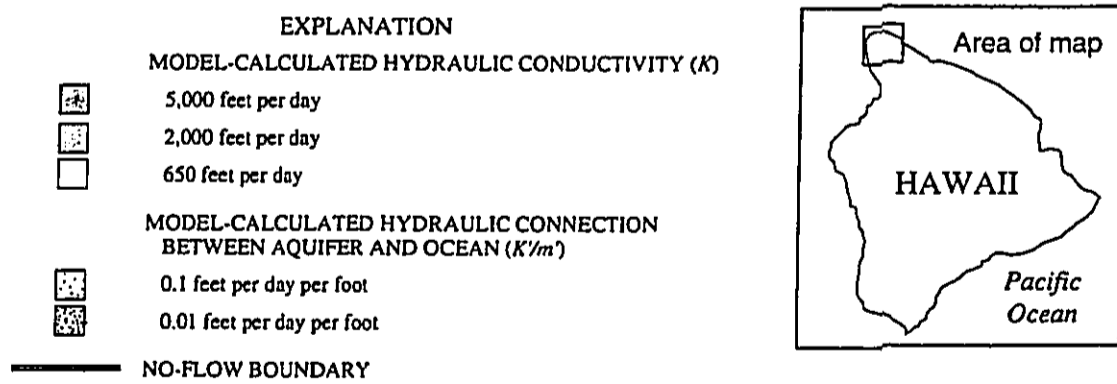 EXPLANATION
MODEL-CALCULATED HYDRAULIC CONDUCTIVITY (K)
5,000 feet per day
2,000 feet per day
650 feet per day
MODEL-CALCULATED HYDRAULIC CONNECTION
BETWEEN AQUIFER AND OCEAN (K'/m')
0.1 feet per day per foot
0.01 feet per day per foot
NO-FLOW BOUNDARY
Area of map
HAWAII
Pacific
Ocean